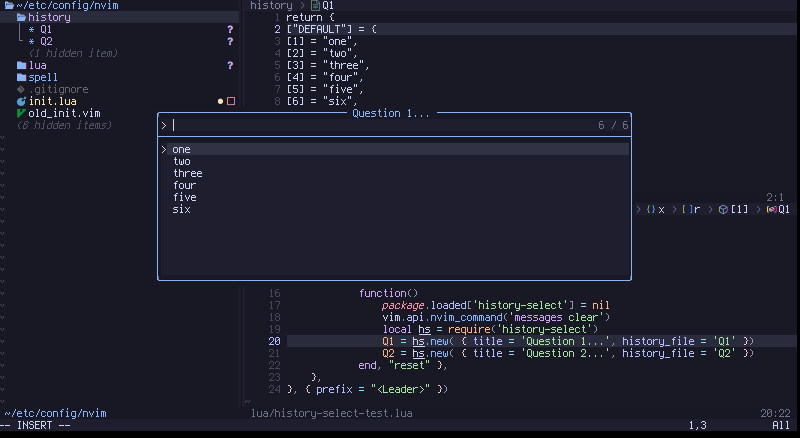 ~/etc/config/nvim
history
* Q1 ?
* Q2 ?
(1 hidden item)
lua ?
spell
.gitignore
init.lua
old_init.vim
(8 hidden items)
history > Q1
1 return {
2 ["DEFAULT"] = {
3 [1] = "one",
4 [2] = "two",
5 [3] = "three",
6 [4] = "four",
7 [5] = "five",
8 [6] = "six",
Question 1...
> 6 / 6
> one
two
three
four
five
six
2:1
> {} x > [] r > [1] > Q1
16 function()
17 package.loaded['history-select'] = nil
18 vim.api.nvim_command('messages clear')
19 local hs = require('history-select')
20 Q1 = hs.new( { title = 'Question 1...', history_file = 'Q1' })
21 Q2 = hs.new( { title = 'Question 2...', history_file = 'Q2' })
22 end, "reset" },
23 },
24 }, { prefix = "<Leader>" })
~/etc/config/nvim lua/history-select-test.lua 20:22
-- INSERT -- 1,3 All